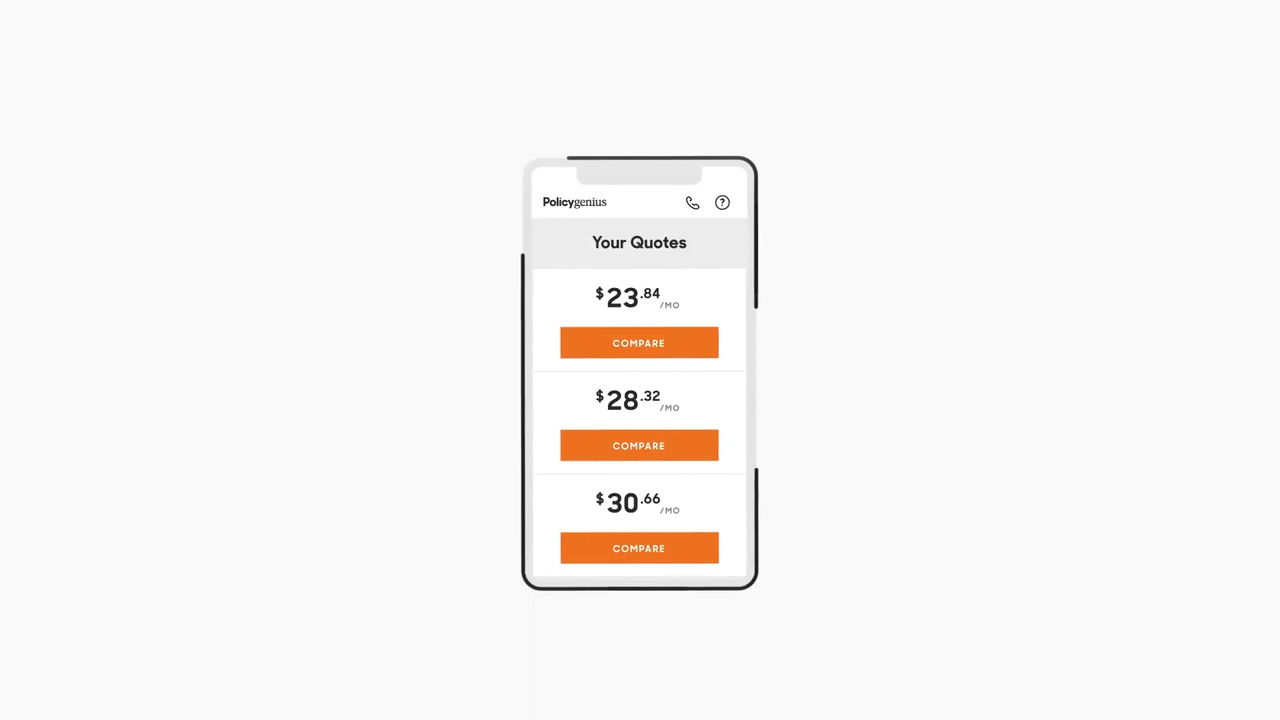 Policygenius
Your Quotes
$23.84/MO
COMPARE
$28.32/MO
COMPARE
$30.66/MO
COMPARE